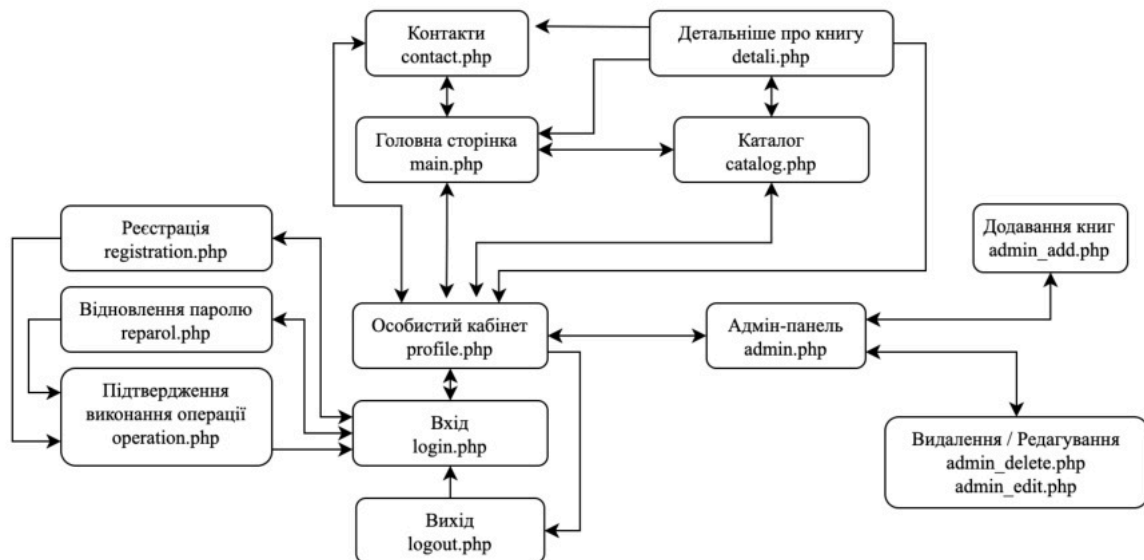 Контакти
contact.php
Детальніше про книгу
detali.php
Головна сторінка
main.php
Каталог
catalog.php
Реєстрація
registration.php
Додавання книг
admin_add.php
Відновлення паролю
reparol.php
Особистий кабінет
profile.php
Адмін-панель
admin.php
Підтвердження
виконання операції
operation.php
Вхід
login.php
Видалення / Редагування
admin_delete.php
admin_edit.php
Вихід
logout.php